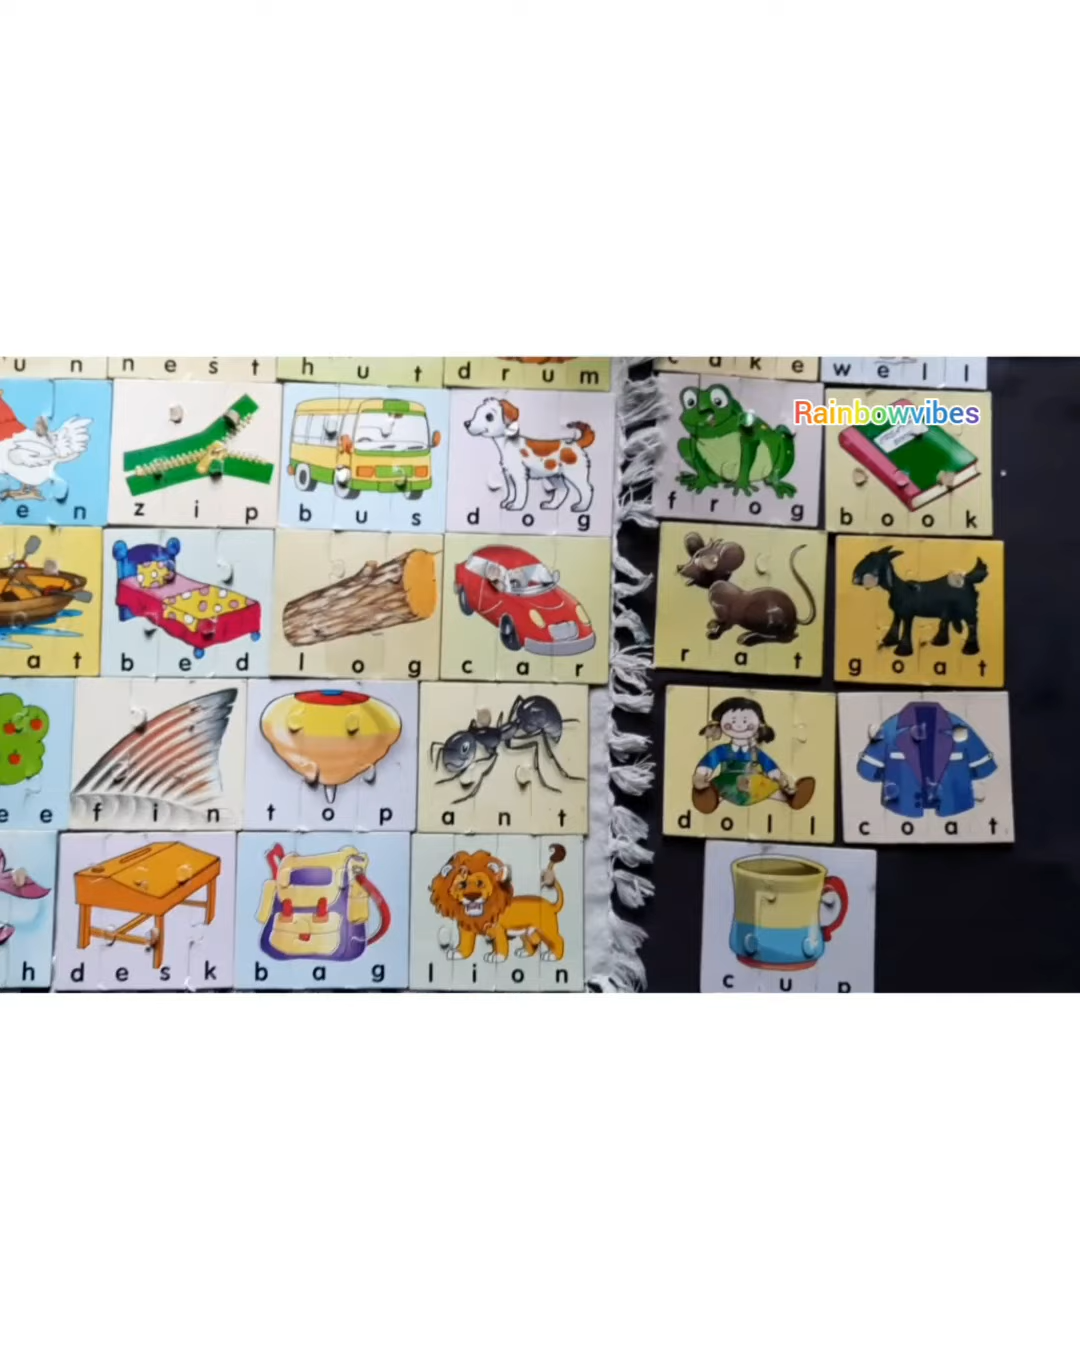 u n n e s t h u t d r u m c a k e w e l l
Rainbowvibes
e n z i p b u s d o g f r o g b o o k
a t b e d l o g c a r r a t g o a t
e e f i n t o p a n t d o l l c o a t
h d e s k b a g l i o n c u p